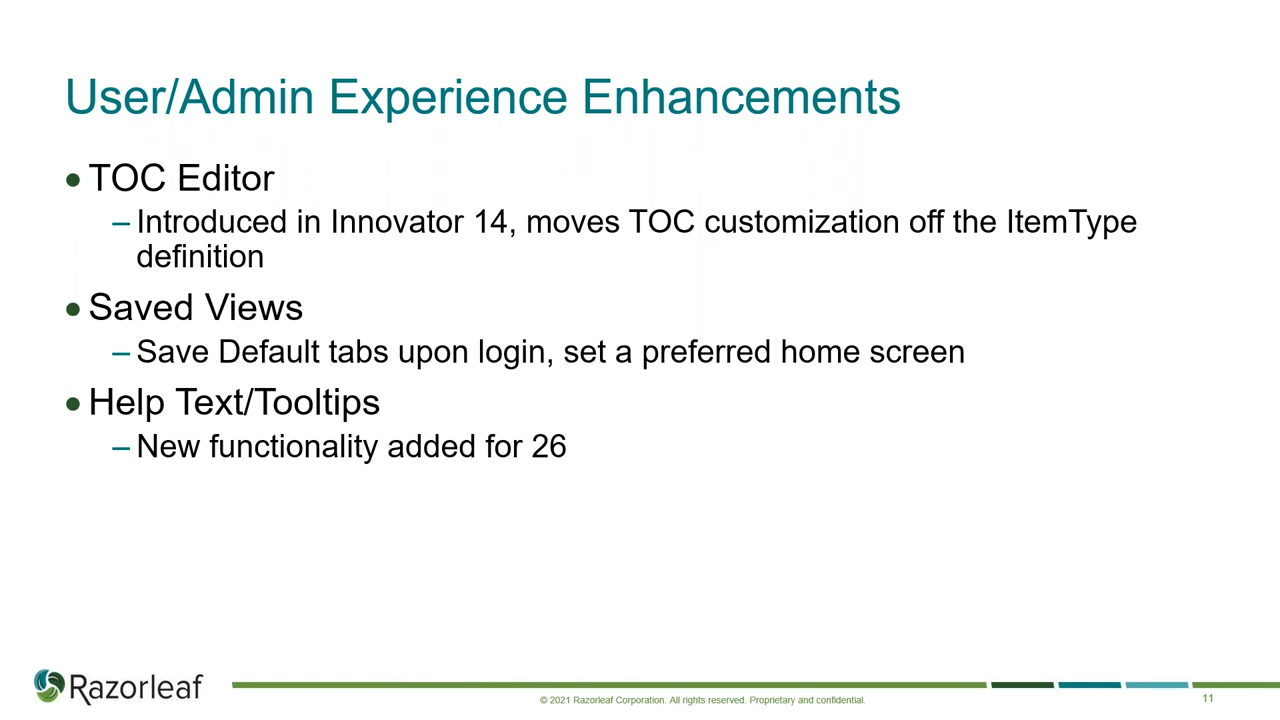 User/Admin Experience Enhancements
• TOC Editor
– Introduced in Innovator 14, moves TOC customization off the ItemType
definition
• Saved Views
– Save Default tabs upon login, set a preferred home screen
• Help Text/Tooltips
– New functionality added for 26
Razorleaf
© 2021 Razorleaf Corporation. All rights reserved. Proprietary and confidential.
11